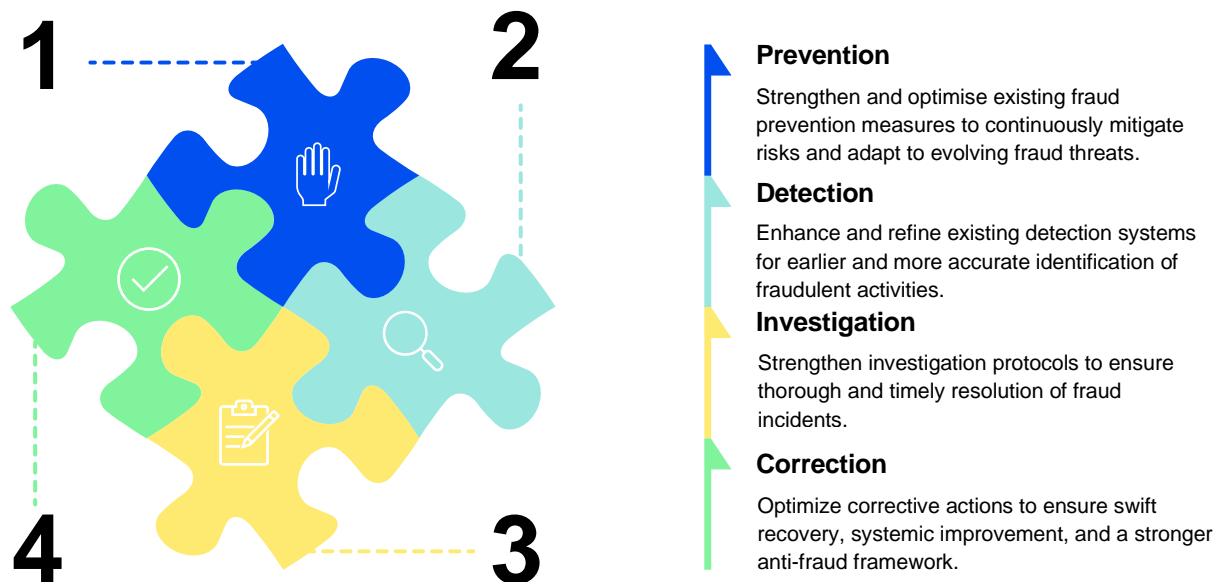 1
2
3
4
Prevention
Strengthen and optimise existing fraud
prevention measures to continuously mitigate
risks and adapt to evolving fraud threats.
Detection
Enhance and refine existing detection systems
for earlier and more accurate identification of
fraudulent activities.
Investigation
Strengthen investigation protocols to ensure
thorough and timely resolution of fraud
incidents.
Correction
Optimize corrective actions to ensure swift
recovery, systemic improvement, and a stronger
anti-fraud framework.